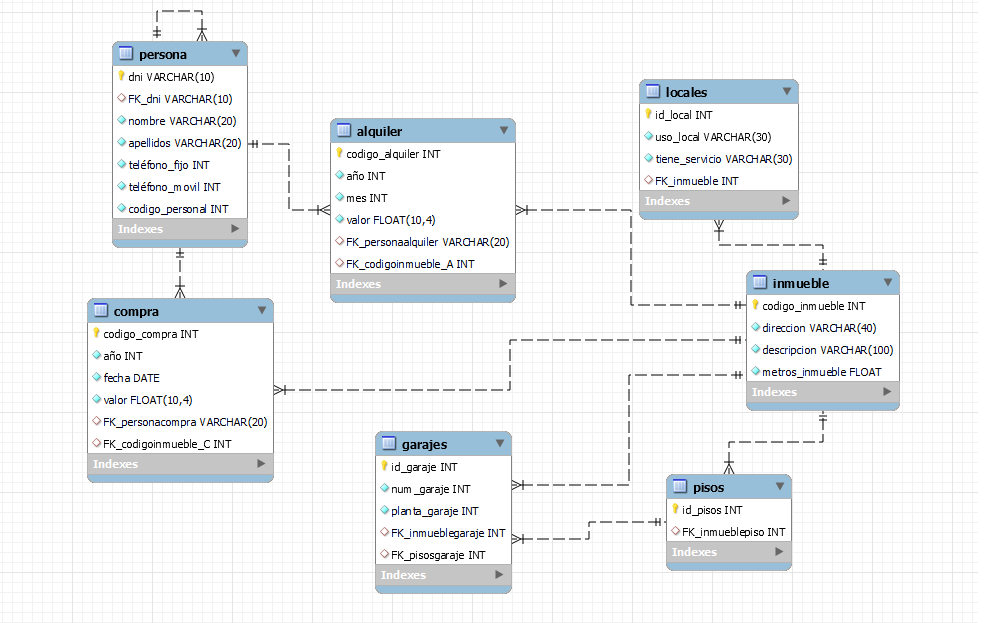 persona
dni VARCHAR(10)
FK_dni VARCHAR(10)
nombre VARCHAR(20)
apellidos VARCHAR(20)
teléfono_fijo INT
teléfono_movil INT
codigo_personal INT
Indexes
alquiler
codigo_alquiler INT
año INT
mes INT
valor FLOAT(10,4)
FK_personaalquiler VARCHAR(20)
FK_codigoinmueble_A INT
Indexes
locales
id_local INT
uso_local VARCHAR(30)
tiene_servicio VARCHAR(30)
FK_inmueble INT
Indexes
inmueble
codigo_inmueble INT
direccion VARCHAR(40)
descripcion VARCHAR(100)
metros_inmueble FLOAT
Indexes
compra
codigo_compra INT
año INT
fecha DATE
valor FLOAT(10,4)
FK_personacompra VARCHAR(20)
FK_codigoinmueble_C INT
Indexes
garajes
id_garaje INT
num_garaje INT
planta_garaje INT
FK_inmueblegaraje INT
FK_pisosgaraje INT
Indexes
pisos
id_pisos INT
FK_inmueblepiso INT
Indexes